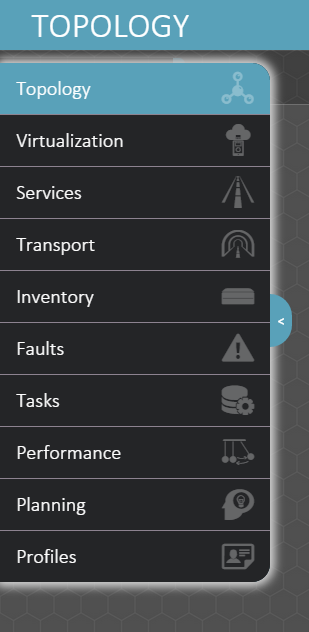 TOPOLOGY
Topology
Virtualization
Services
Transport
Inventory
<
Faults
Tasks
Performance
Planning
Profiles